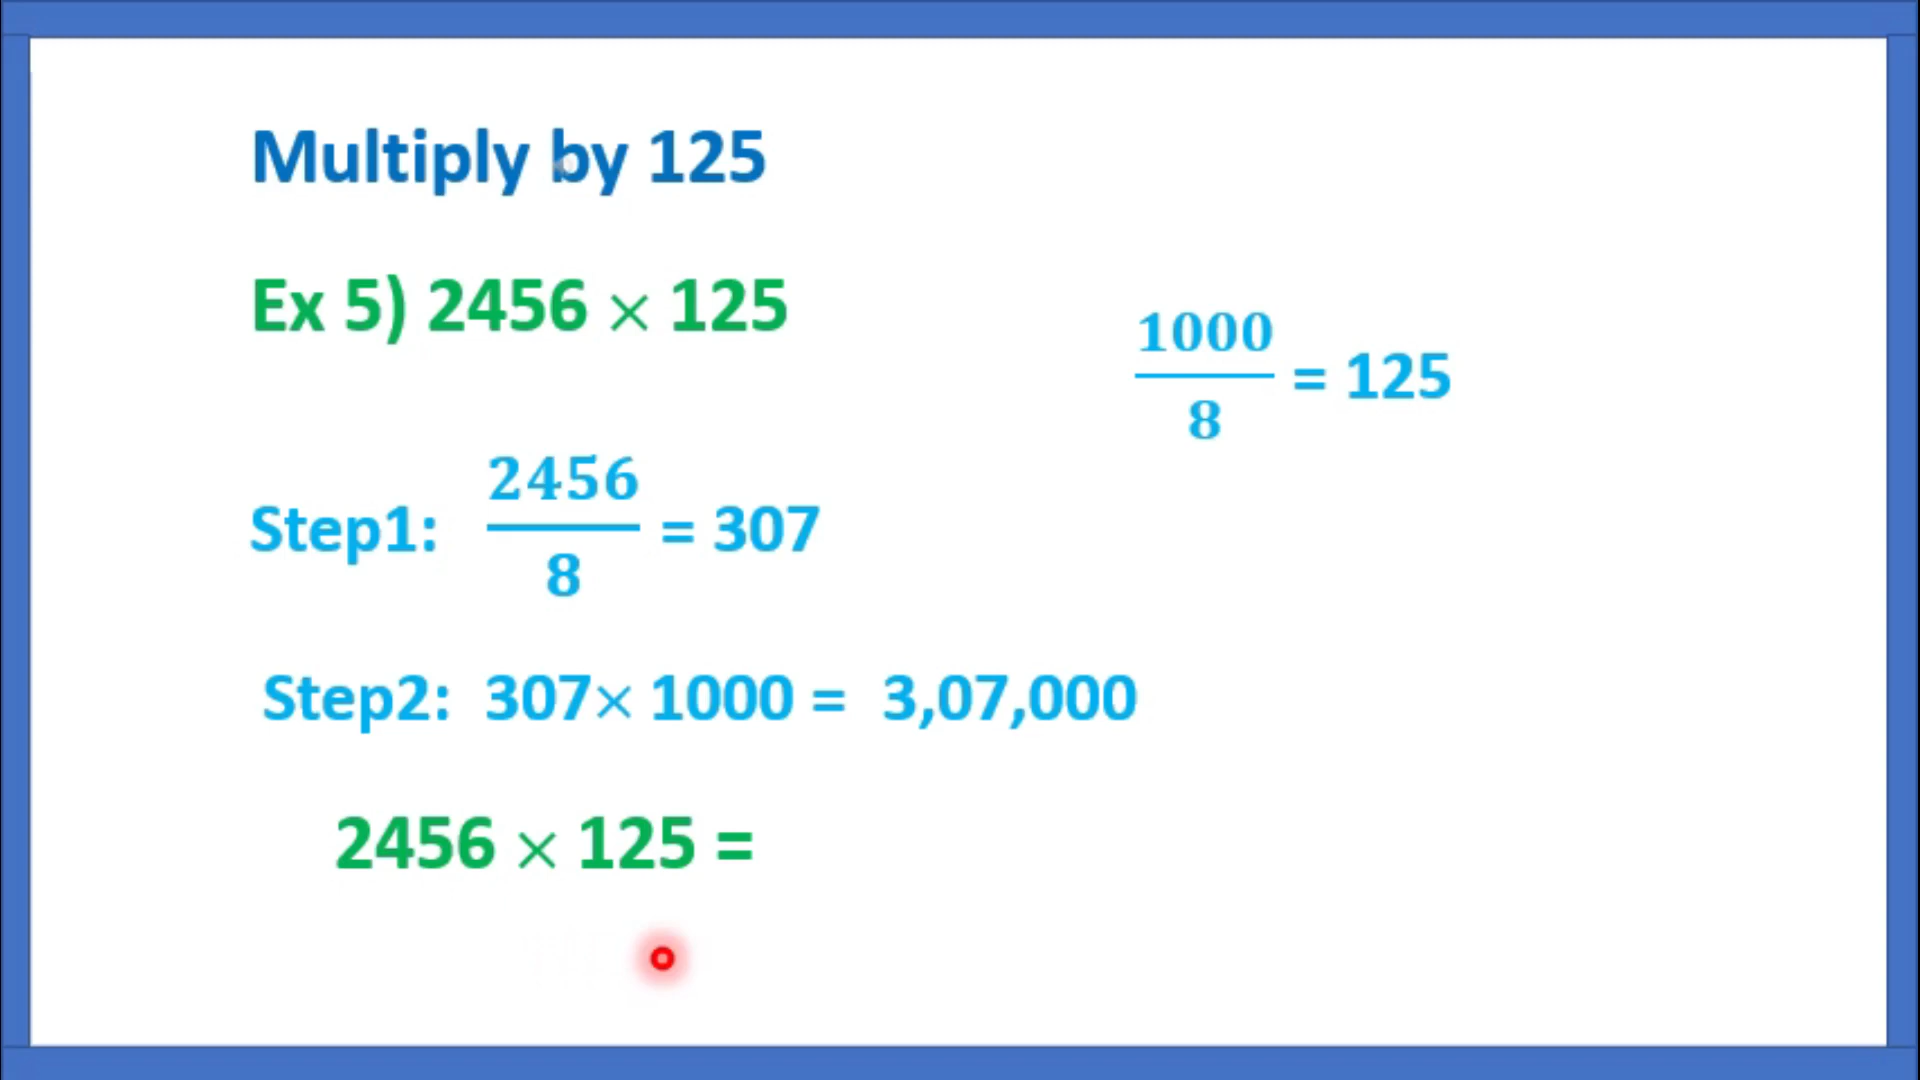 Multiply by 125
Ex 5) 2456 × 125
1000
8
= 125
Step1: 2456
8
= 307
Step2: 307× 1000 = 3,07,000
2456 × 125 =